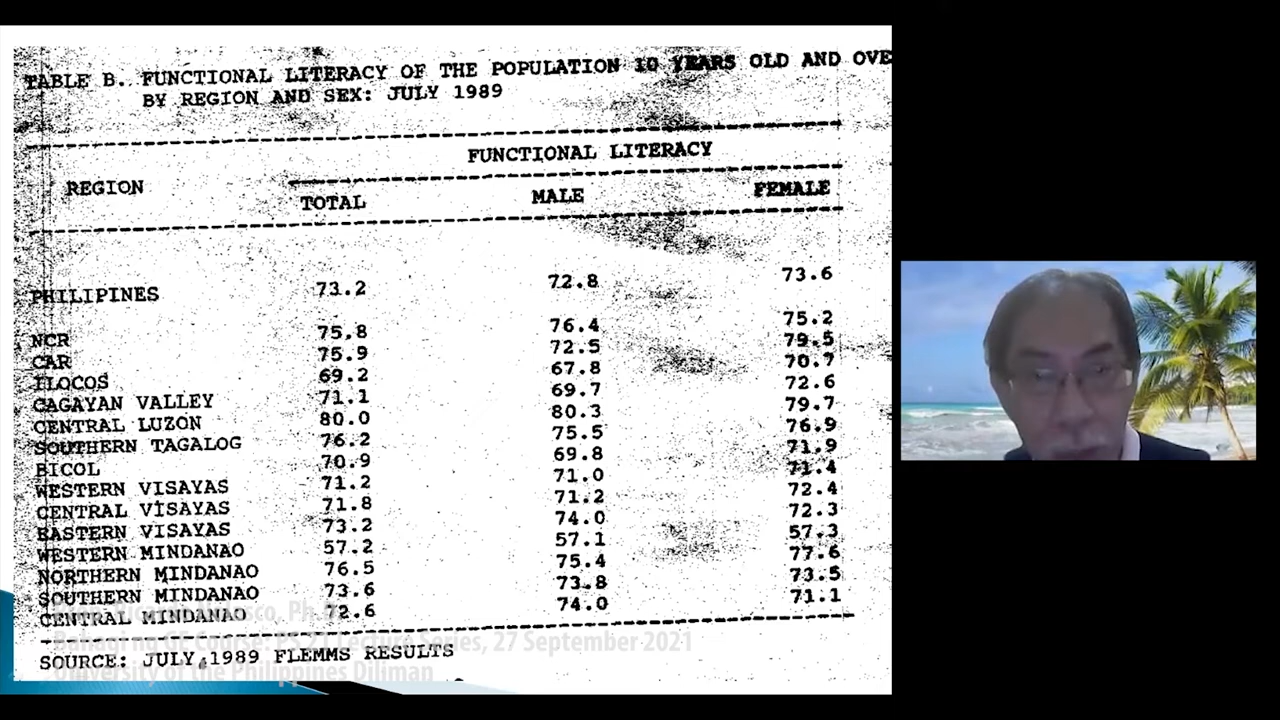 TABLE B. FUNCTIONAL LITERACY OF THE POPULATION 10 YEARS OLD AND OVE
BY REGION AND SEX: JULY 1989
FUNCTIONAL LITERACY
REGION TOTAL MALE FEMALE
PHILIPINES 73.2 72.8 73.6
NCR 75.8 76.4 75.2
CAR 75.9 72.5 79.5
ILOCOS 69.2 67.8 70.7
CAGAYAN VALLEY 71.1 69.7 72.6
CENTRAL LUZON 80.0 80.3 79.7
SOUTHERN TAGALOG 76.2 75.5 76.9
BICOL 70.9 69.8 71.9
WESTERN VISAYAS 71.2 71.0 71.4
CENTRAL VISAYAS 71.8 71.2 72.4
EASTERN VISAYAS 73.2 74.0 72.3
WESTERN MINDANAO 57.2 57.1 57.3
NORTHERN MINDANAO 76.5 75.4 77.6
SOUTHERN MINDANAO 73.6 73.8 73.5
CENTRAL MINDANAO 72.6 74.0 71.1
Ph.D.
Bahagi ng GE Course: PS 21 Lecture Series, 27 September 2021
SOURCE: JULY 1989 FLEMMS RESULTS
University of the Philippines Diliman